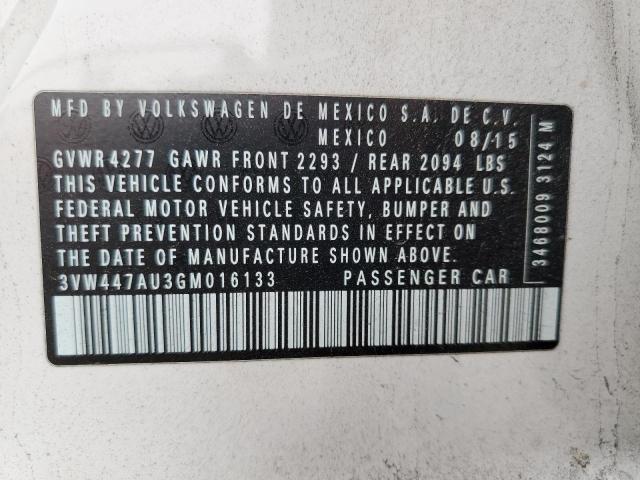 MFD BY VOLKSWAGEN DE MEXICO S.A. DE C.V.
MEXICO 08/15
GVWR 4277 GAWR FRONT 2293 / REAR 2094 LBS
THIS VEHICLE CONFORMS TO ALL APPLICABLE U.S.
FEDERAL MOTOR VEHICLE SAFETY, BUMPER AND
THEFT PREVENTION STANDARDS IN EFFECT ON
THE DATE OF MANUFACTURE SHOWN ABOVE.
3VW447AU3GM016133 PASSENGER CAR
3468009 3124 M